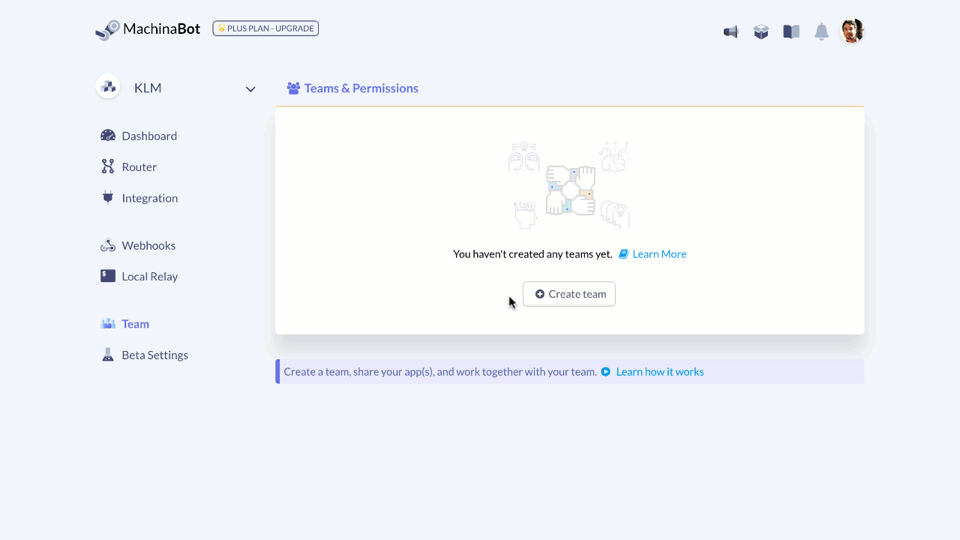 MachinaBot
PLUS PLAN - UPGRADE
KLM
Dashboard
Router
Integration
Webhooks
Local Relay
Team
Beta Settings
Teams & Permissions
You haven't created any teams yet. Learn More
Create team
Create a team, share your app(s), and work together with your team. Learn how it works